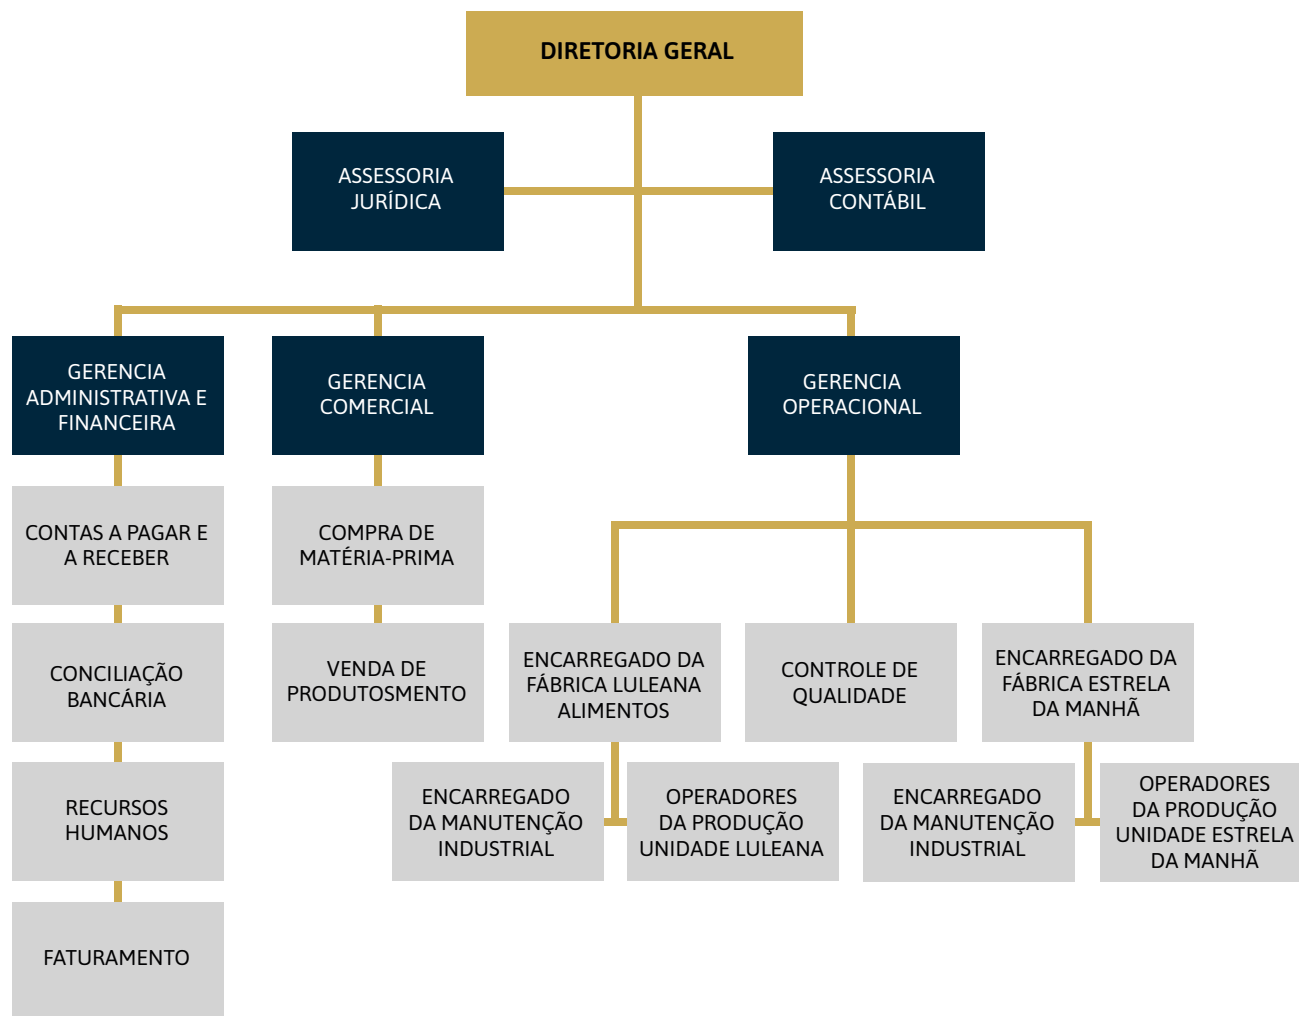 DIRETORIA GERAL
ASSESSORIA
JURÍDICA
ASSESSORIA
CONTÁBIL
GERENCIA
ADMINISTRATIVA E
FINANCEIRA
GERENCIA
COMERCIAL
GERENCIA
OPERACIONAL
CONTAS A PAGAR E
A RECEBER
COMPRA DE
MATÉRIA-PRIMA
CONCILIAÇÃO
BANCÁRIA
VENDA DE
PRODUTOSMENTO
ENCARREGADO DA
FÁBRICA LULEANA
ALIMENTOS
CONTROLE DE
QUALIDADE
ENCARREGADO DA
FÁBRICA ESTRELA
DA MANHÃ
RECURSOS
HUMANOS
ENCARREGADO
DA MANUTENÇÃO
INDUSTRIAL
OPERADORES
DA PRODUÇÃO
UNIDADE LULEANA
ENCARREGADO
DA MANUTENÇÃO
INDUSTRIAL
OPERADORES
DA PRODUÇÃO
UNIDADE ESTRELA
DA MANHÃ
FATURAMENTO